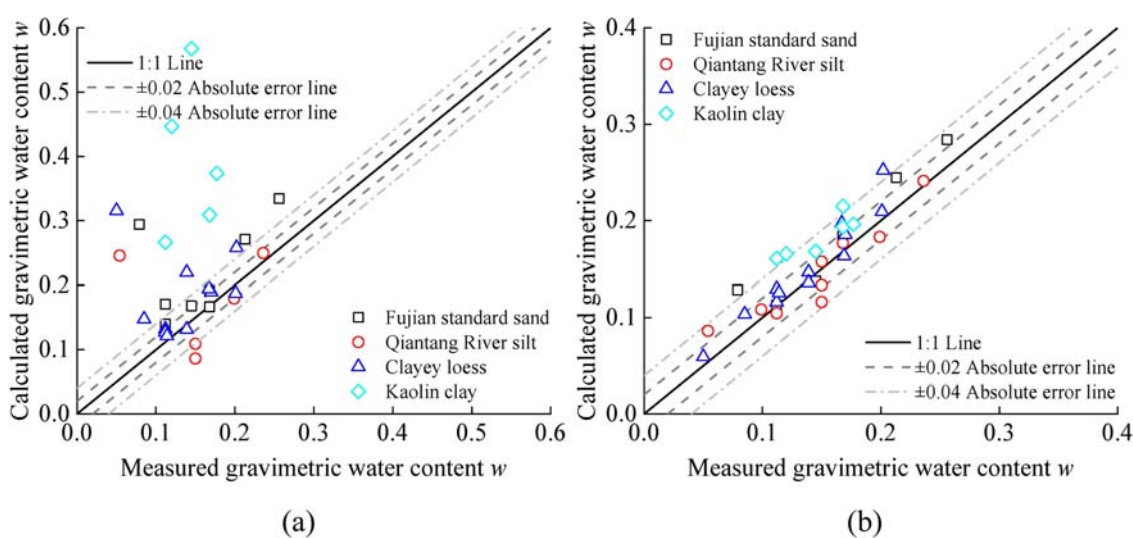 0.6
0.5
0.4
0.3
0.2
0.1
0.0
Calculated gravimetric water content w
1:1 Line
±0.02 Absolute error line
±0.04 Absolute error line
Fujian standard sand
Qiantang River silt
Clayey loess
Kaolin clay
0.0 0.1 0.2 0.3 0.4 0.5 0.6
Measured gravimetric water content w
(a)
0.4
0.3
0.2
0.1
0.0
Calculated gravimetric water content w
Fujian standard sand
Qiantang River silt
Clayey loess
Kaolin clay
1:1 Line
±0.02 Absolute error line
±0.04 Absolute error line
0.0 0.1 0.2 0.3 0.4
Measured gravimetric water content w
(b)